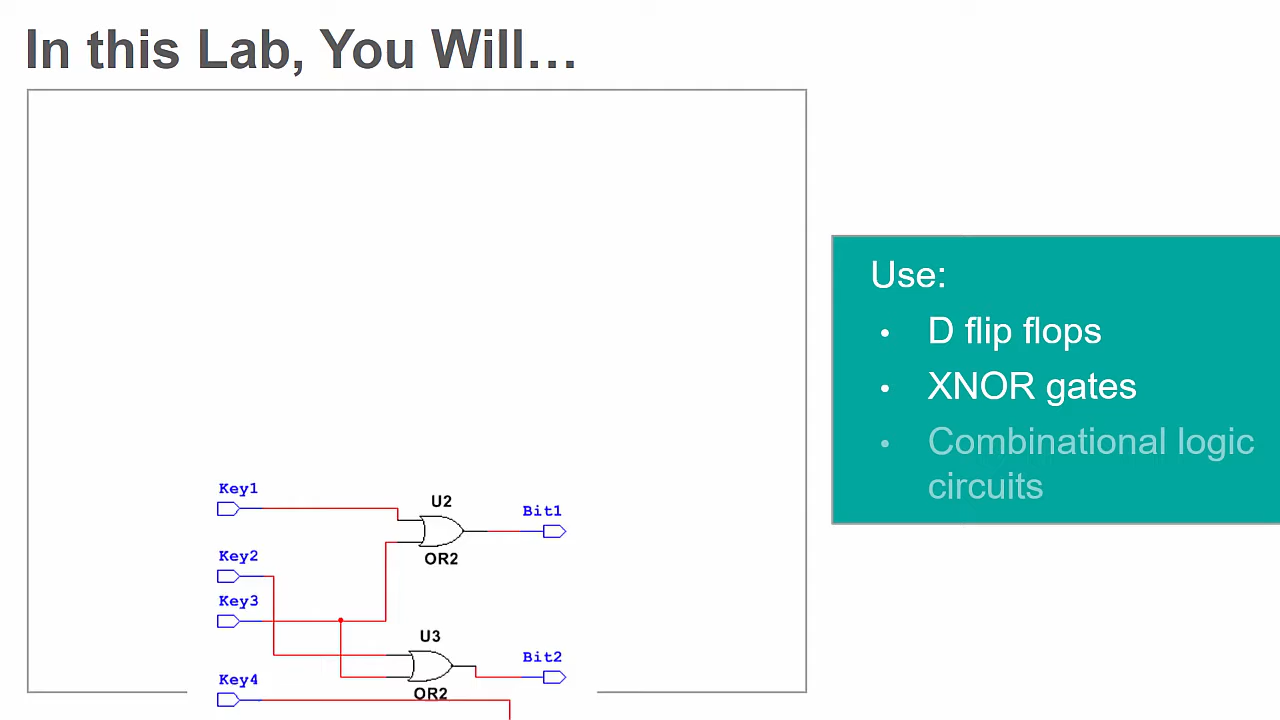 In this Lab, You Will…
Use:
• D flip flops
• XNOR gates
• Combinational logic
circuits
Key1
U2
Bit1
OR2
Key2
Key3
U3
Bit2
Key4
OR2